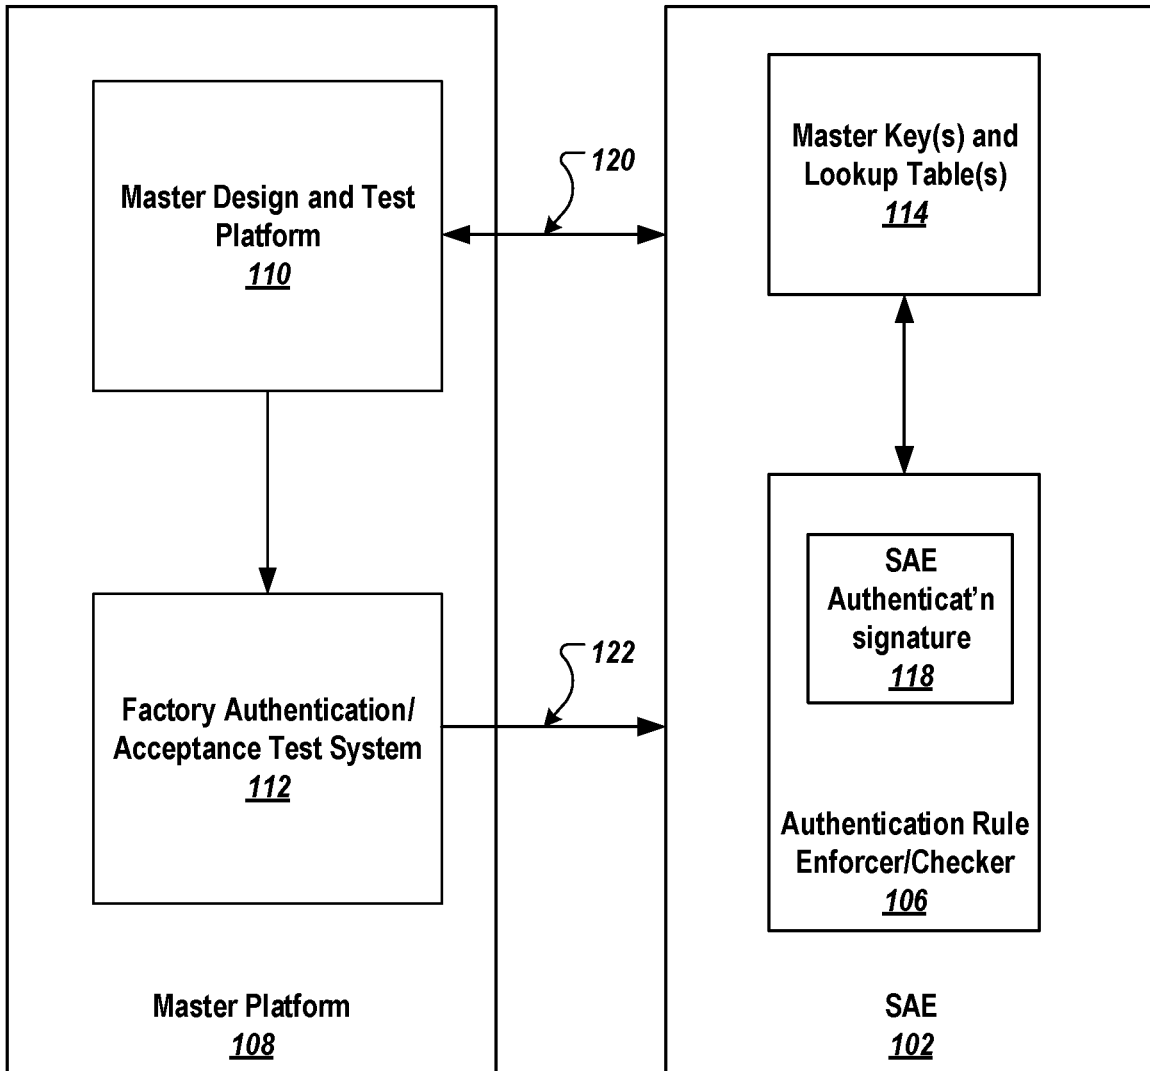 Master Design and Test
Platform
110
120
Master Key(s) and
Lookup Table(s)
114
Factory Authentication/
Acceptance Test System
112
122
SAE
Authenticat'n
signature
118
Authentication Rule
Enforcer/Checker
106
Master Platform
108
SAE
102